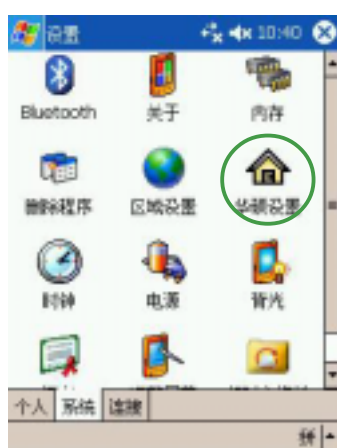 设置 10:40
Bluetooth 关于 内存
删除程序 区域设置 华硕设置
时钟 电源 背光
个人 系统 连接
拼